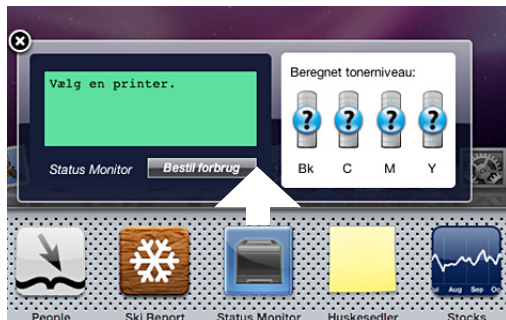 Vælg en printer.
Status Monitor
Bestil forbrug
Beregnet tonerniveau:
? ? ? ?
Bk C M Y
Jul Aug Sep Oc
People Ski Report Status Monitor Huskesedler Stocks